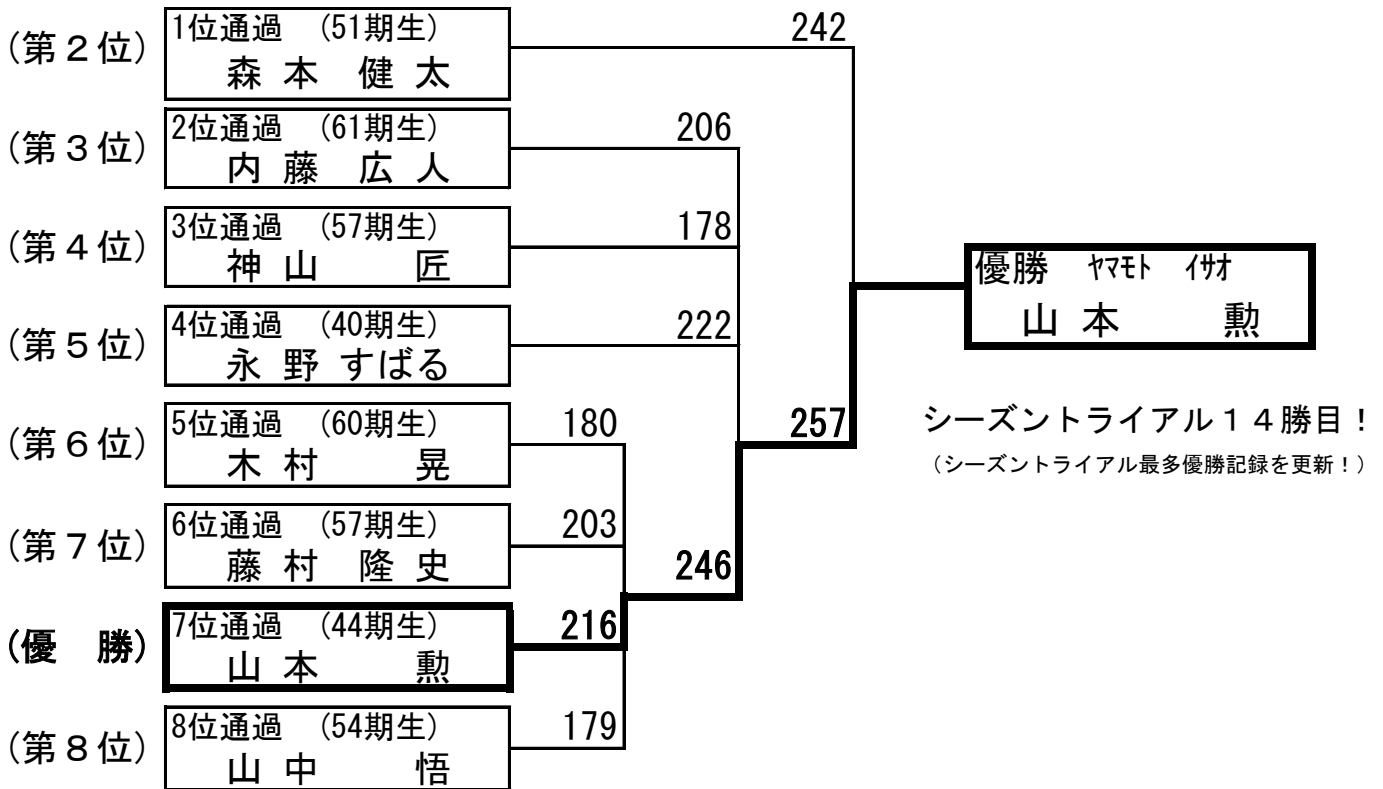 (第２位)
1位通過 (51期生)
森本 健太
242
(第３位)
2位通過 (61期生)
内藤 広人
206
(第４位)
3位通過 (57期生)
神山 匠
178
(第５位)
4位通過 (40期生)
永野 すばる
222
(第６位)
5位通過 (60期生)
木村 晃
180
(第７位)
6位通過 (57期生)
藤村 隆史
203
(優 勝)
7位通過 (44期生)
山本 勲
216
(第８位)
8位通過 (54期生)
山中 悟
179
246
257
優勝 ﾔﾏﾓﾄ ｲｻｵ
山本 勲
シーズントライアル１４勝目！
（シーズントライアル最多優勝記録を更新！）